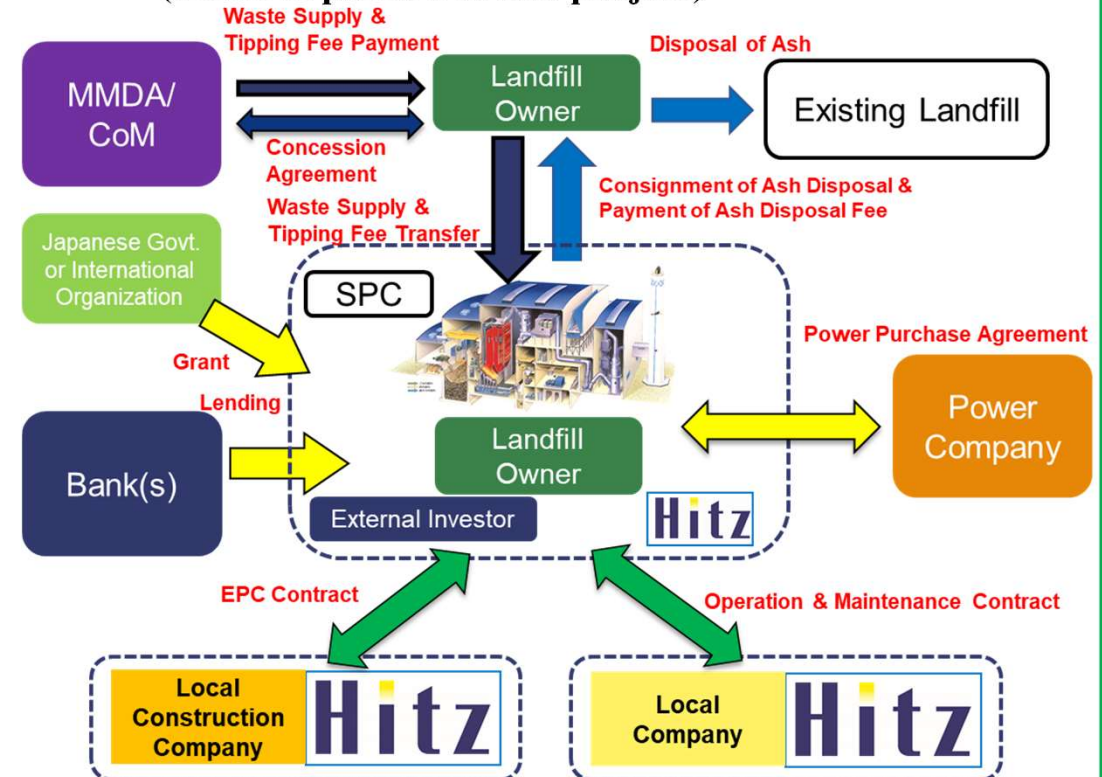 Waste Supply &
Tipping Fee Payment
MMDA/
CoM
Landfill
Owner
Disposal of Ash
Existing Landfill
Concession
Agreement
Waste Supply &
Tipping Fee Transfer
Consignment of Ash Disposal &
Payment of Ash Disposal Fee
Japanese Govt.
or International
Organization
SPC
Grant
Power Purchase Agreement
Lending
Bank(s)
Landfill
Owner
Power
Company
External Investor
Hitz
EPC Contract
Operation & Maintenance Contract
Local
Construction
Company
Hitz
Local
Company
Hitz